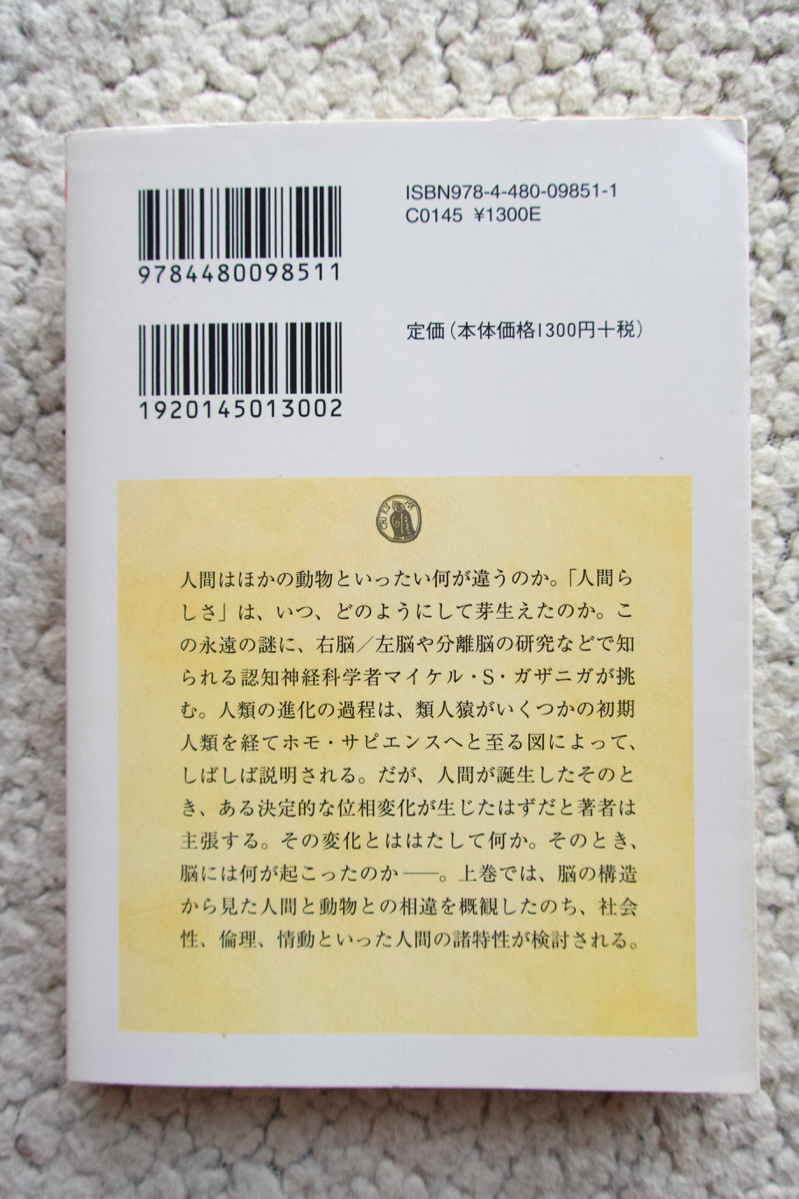 ISBN978-4-480-09851-1
C0145 ¥1300E
9784480098511
定価(本体価格1300円+税)
1920145013002
人間はほかの動物といったい何が違うのか。「人間ら
しさ」は、いつ、どのようにして芽生えたのか。こ
の永遠の謎に、右脳/左脳や分離脳の研究などで知
られる認知神経科学者マイケル・S・ガザニガが挑
む。人類の進化の過程は、類人猿がいくつかの初期
人類を経てホモ・サピエンスへと至る図によって、
しばしば説明される。だが、人間が誕生したそのと
き、ある決定的な位相変化が生じたはずだと著者は
主張する。その変化とははたして何か。そのとき、
脳には何が起こったのか――。上巻では、脳の構造
から見た人間と動物との相違を概観したのち、社会
性、倫理、情動といった人間の諸特性が検討される。